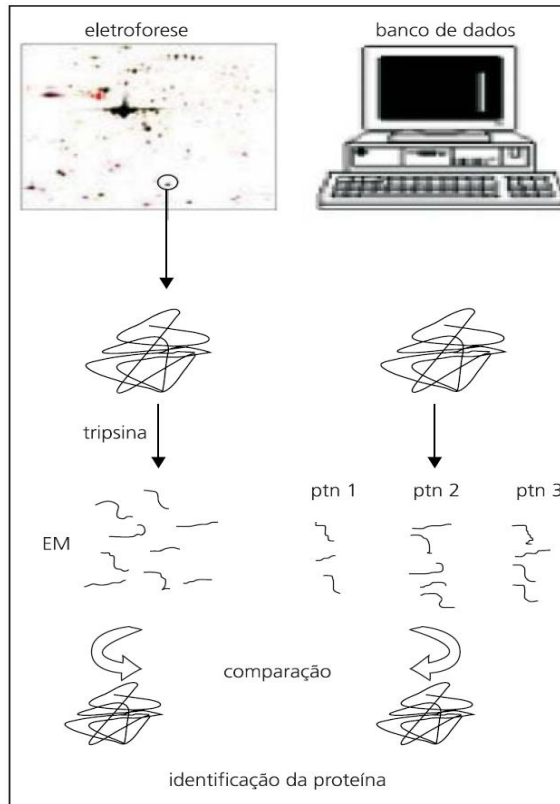 eletroforese
banco de dados
tripsina
ptn 1
ptn 2
ptn 3
EM
comparação
identificação da proteína